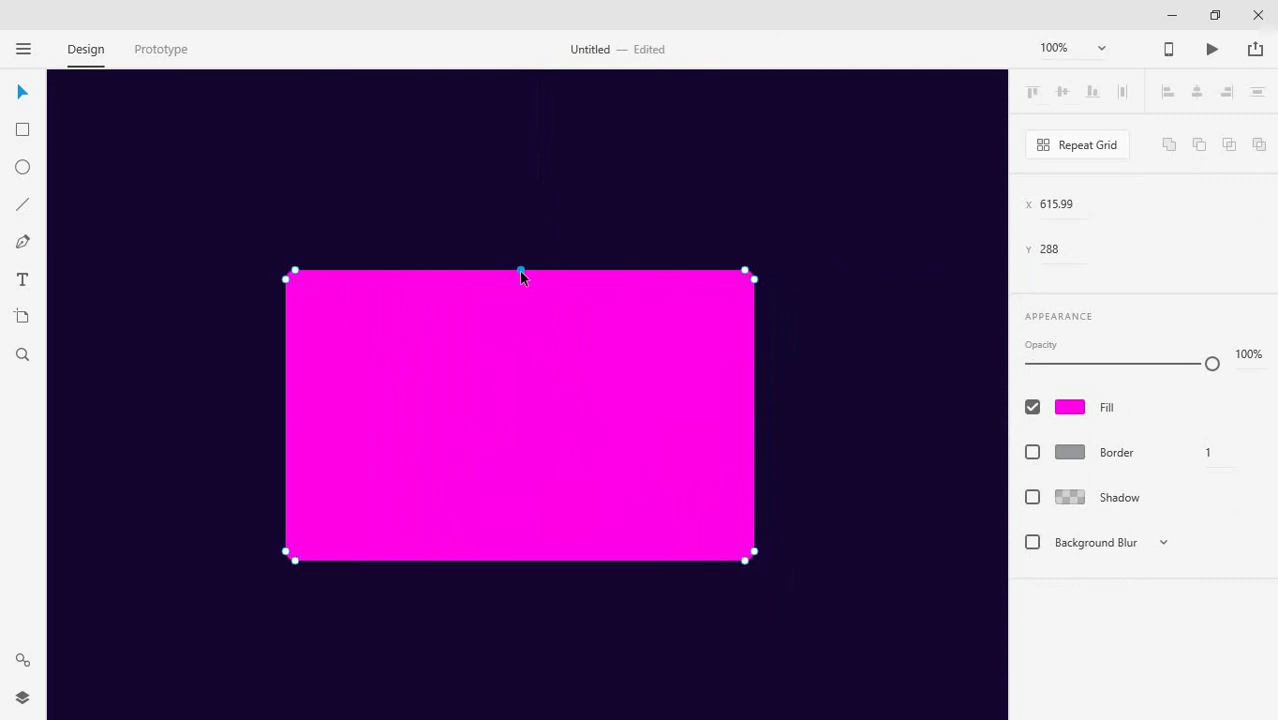 Design
Prototype
Untitled — Edited
100%
Repeat Grid
X 615.99
Y 288
APPEARANCE
Opacity
100%
Fill
Border 1
Shadow
Background Blur